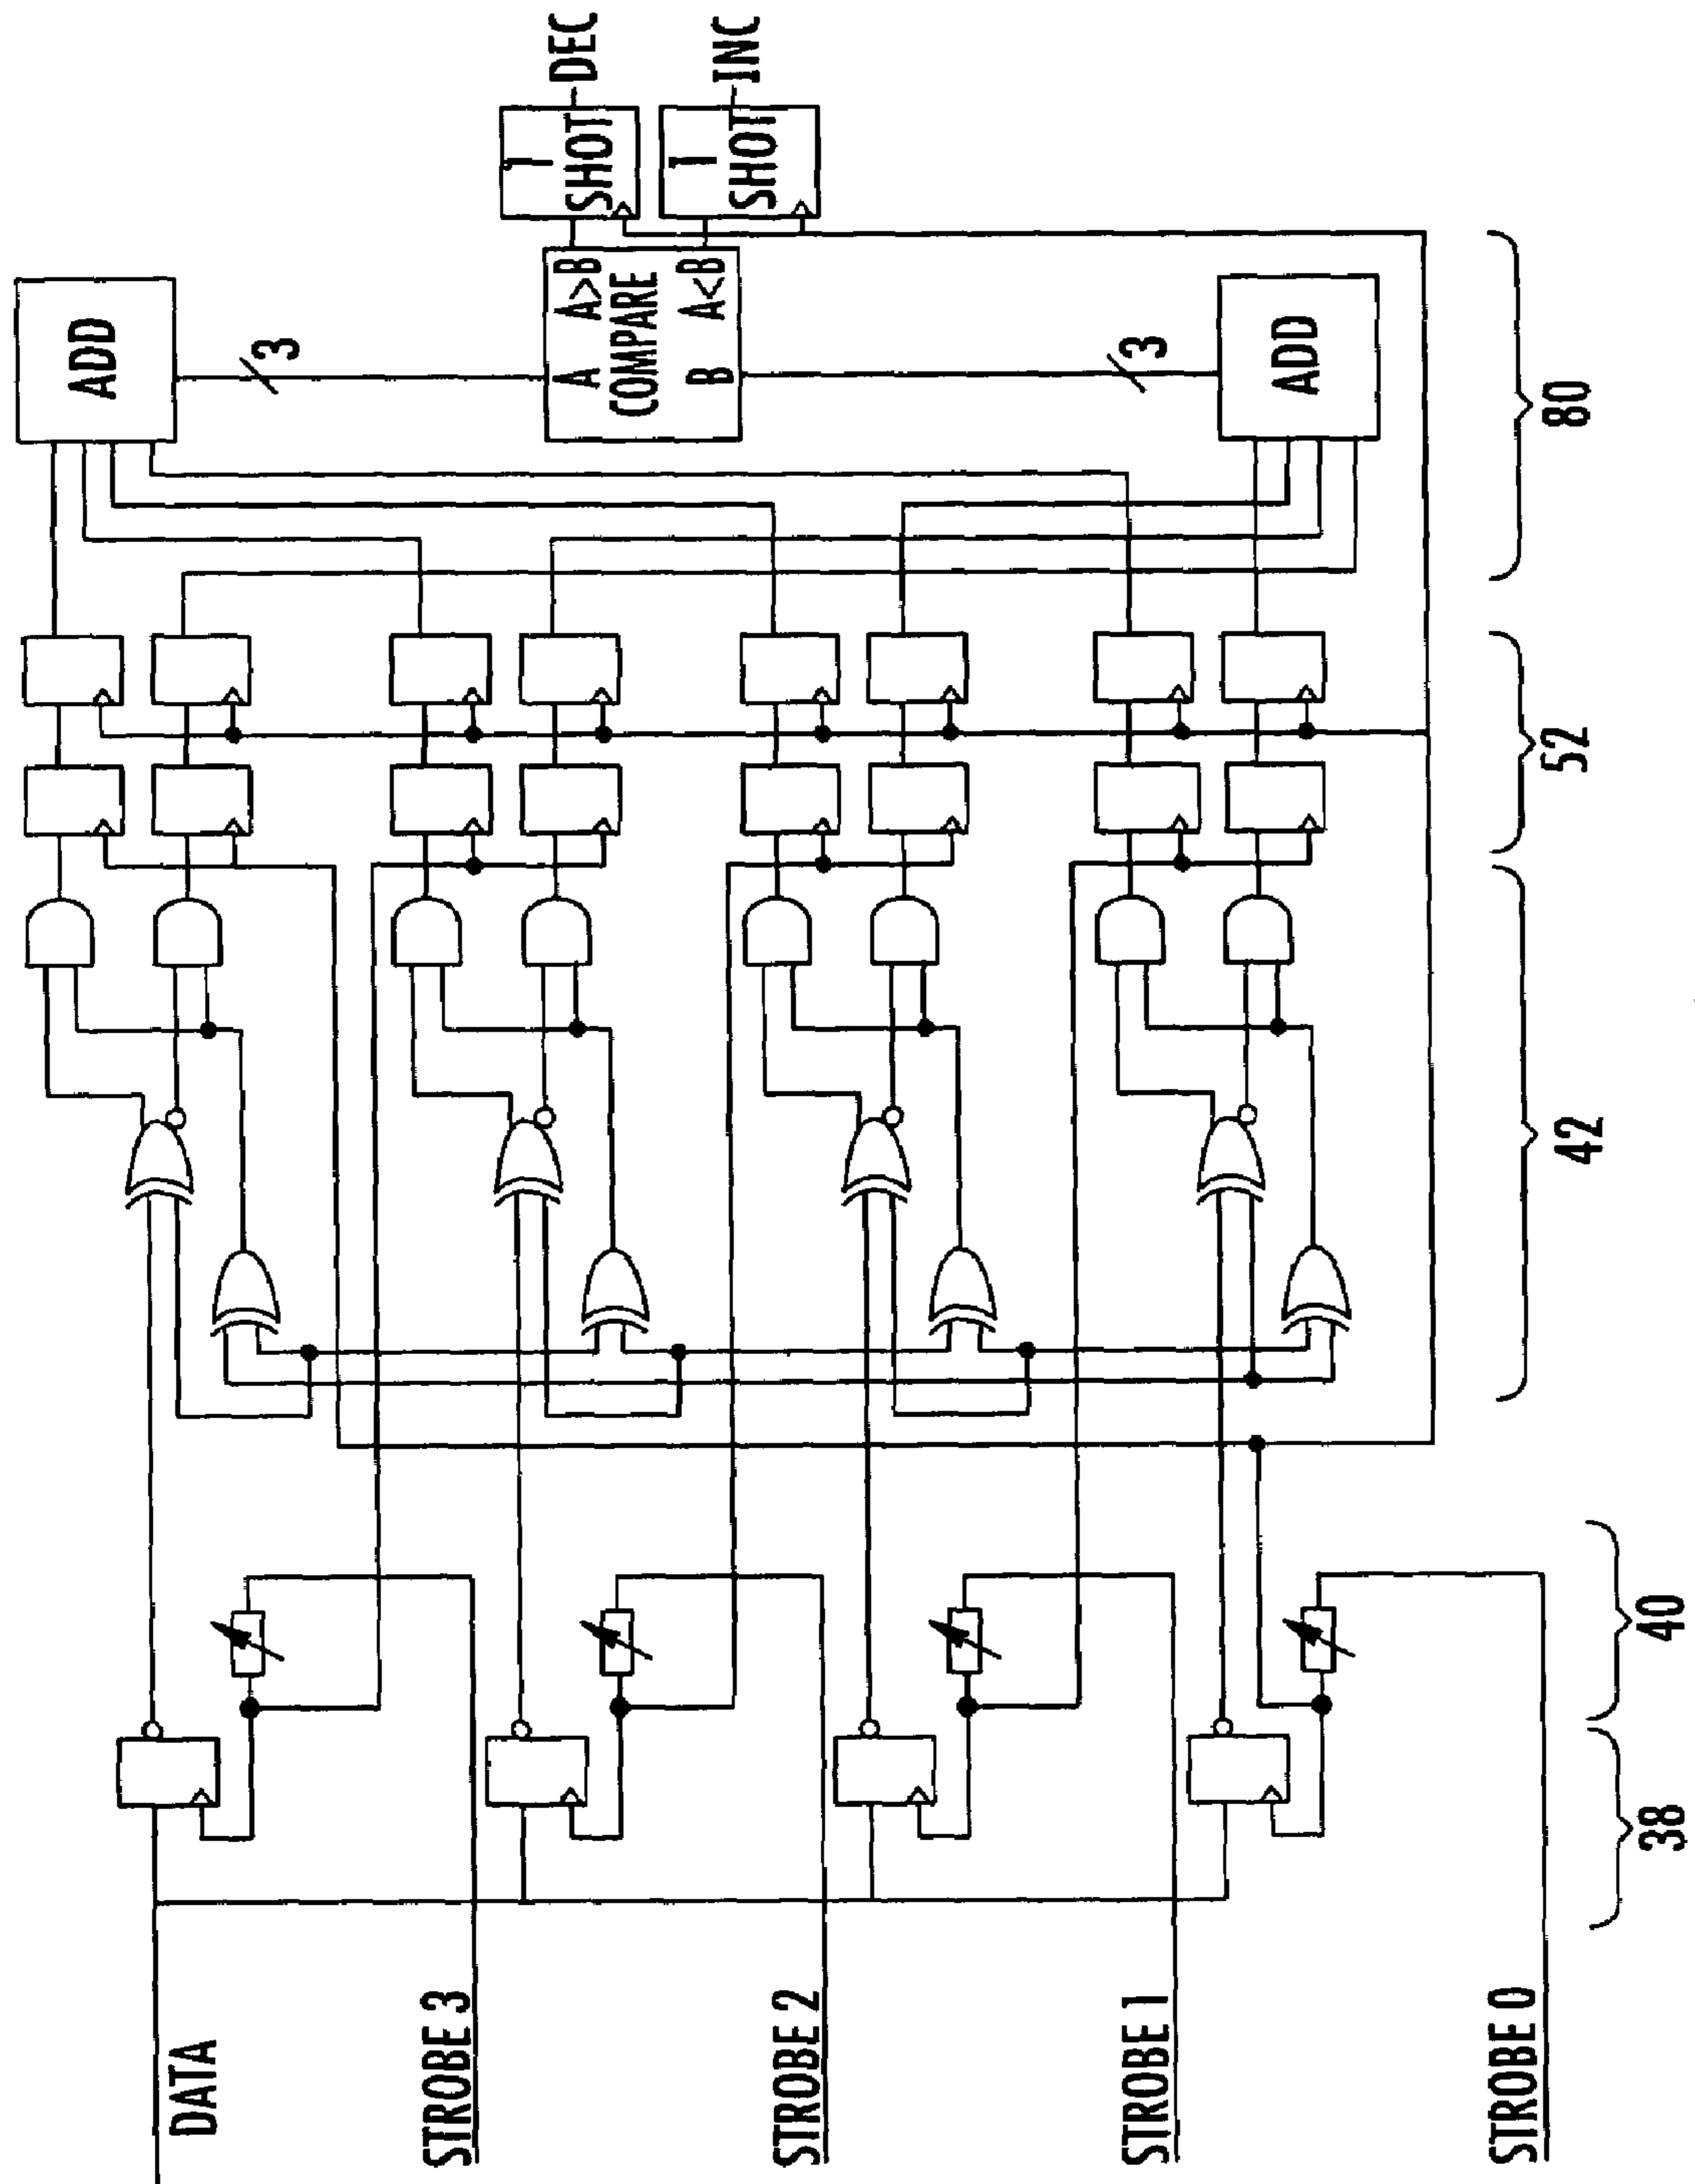 DATA
STROBE 3
STROBE 2
STROBE 1
STROBE 0
38
40
42
52
80
ADD
3
A A>B
COMPARE
B A<B
3
ADD
1
SHOT
DEC
1
SHOT
INC